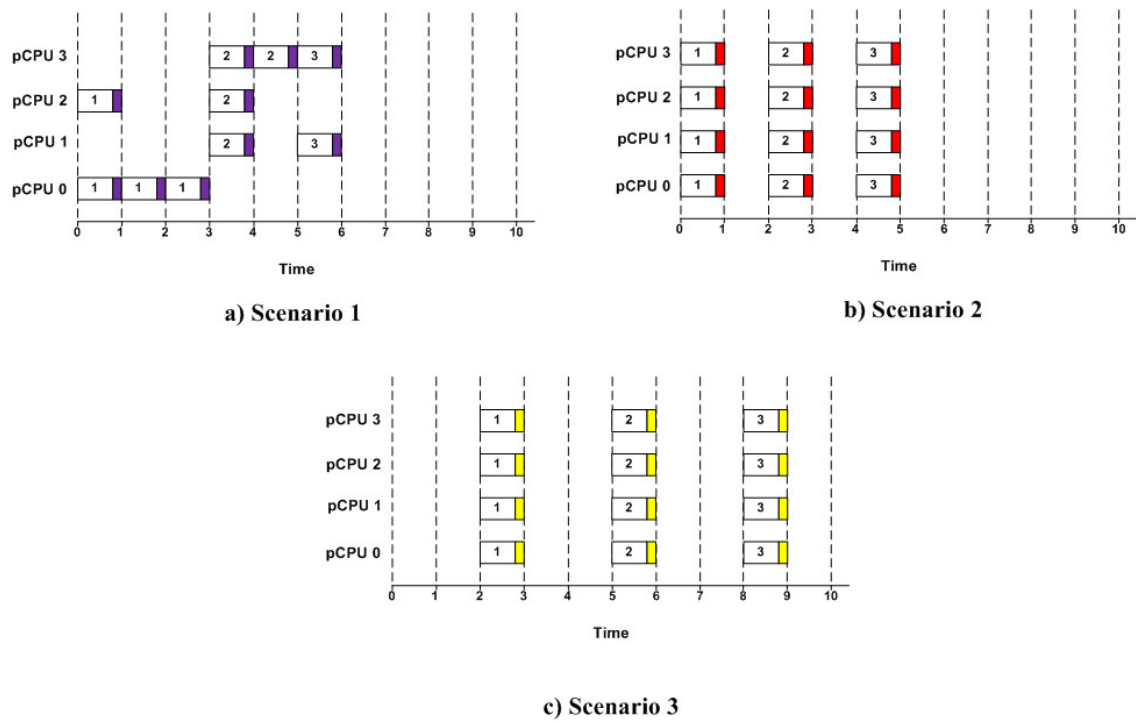 pCPU 3 2 2 3
pCPU 2 1 2
pCPU 1 2 3
pCPU 0 1 1 1
0 1 2 3 4 5 6 7 8 9 10
Time
a) Scenario 1
pCPU 3 1 2 3
pCPU 2 1 2 3
pCPU 1 1 2 3
pCPU 0 1 2 3
0 1 2 3 4 5 6 7 8 9 10
Time
b) Scenario 2
pCPU 3 1 2 3
pCPU 2 1 2 3
pCPU 1 1 2 3
pCPU 0 1 2 3
0 1 2 3 4 5 6 7 8 9 10
Time
c) Scenario 3